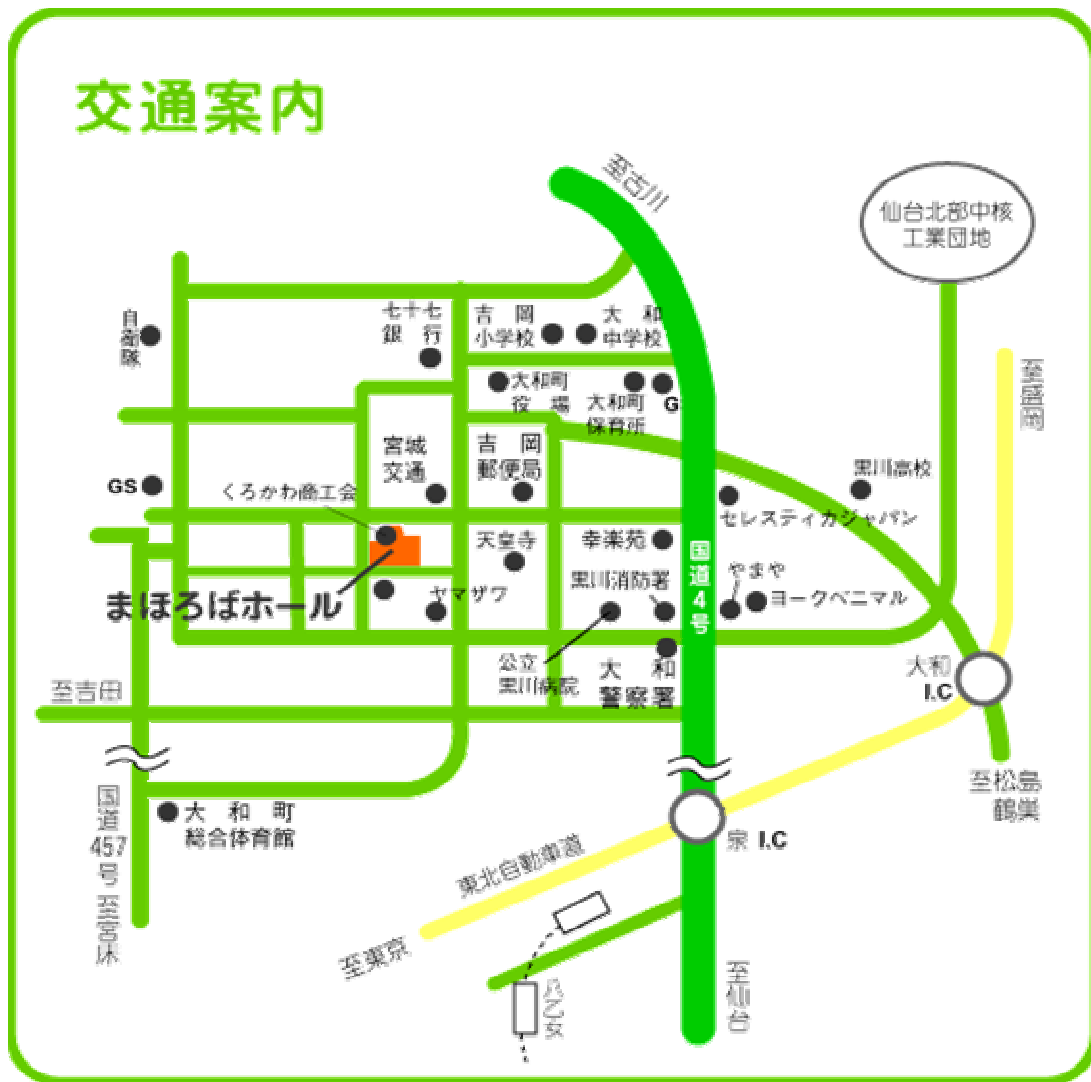 交通案内
至古川
仙台北部中核
工業団地
自衛隊
七十七
銀 行
吉 岡
小学校
大 和
中学校
至盛岡
大和町
役 場
大和町
保育所
G
宮城
交通
吉 岡
郵便局
黒川高校
GS
くろかわ商工会
セレスティカジャパン
天皇寺
幸楽苑
国道4号
黒川消防署
やまや
ヨークベニマル
まほろばホール
ヤマザワ
公立
黒川病院
大 和
警察署
大和
I.C
至吉田
至松島
鶴巣
国道
457
号
至宮床
大 和 町
総合体育館
泉 I.C
東北自動車道
至東京
八乙女
至仙台